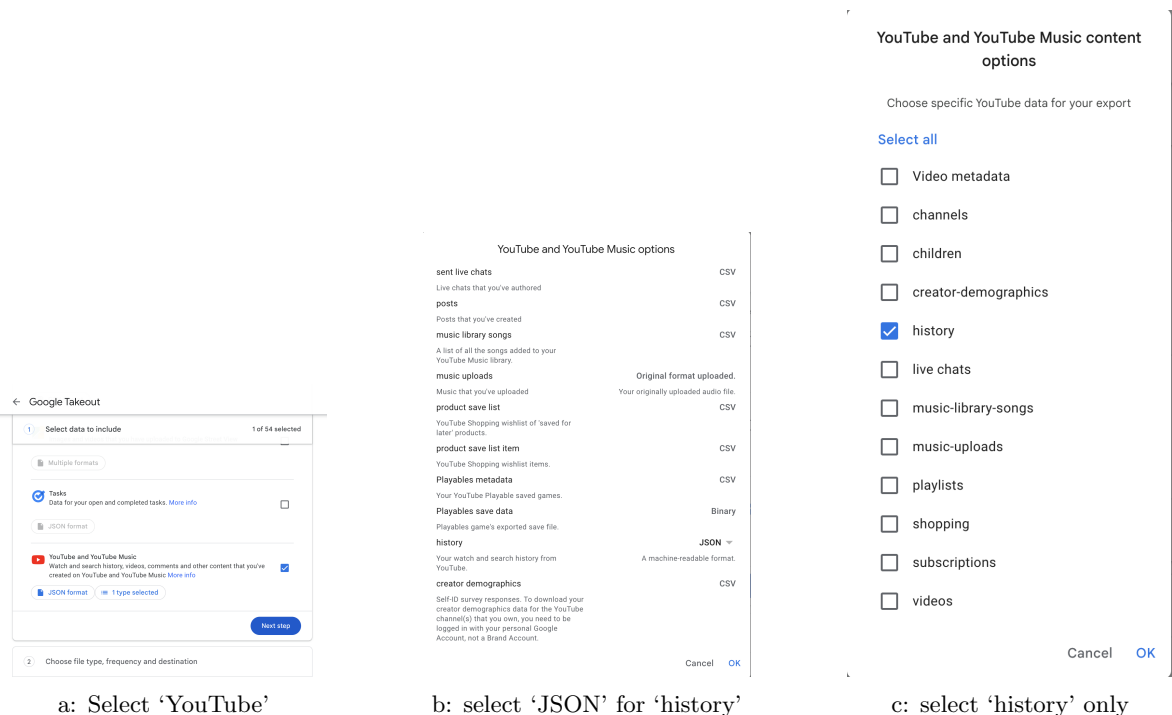 ← Google Takeout
1 Select data to include 1 of 54 selected
Multiple formats
Tasks
Data for your open and completed tasks. More info
JSON format
YouTube and YouTube Music
Watch and search history, videos, comments and other content that you've
created on YouTube and YouTube Music More info
JSON format 1 type selected
Next step
2 Choose file type, frequency and destination
a: Select ‘YouTube’
YouTube and YouTube Music options
sent live chats CSV
Live chats that you've authored
posts CSV
Posts that you've created
music library songs CSV
A list of all the songs added to your
YouTube Music library.
music uploads Original format uploaded.
Music that you've uploaded Your originally uploaded audio file.
product save list CSV
YouTube Shopping wishlist of 'saved for
later' products.
product save list item CSV
YouTube Shopping wishlist items.
Playables metadata CSV
Your YouTube Playable saved games.
Playables save data Binary
Playables game's exported save file.
history JSON
Your watch and search history from A machine-readable format.
YouTube.
creator demographics CSV
Self-ID survey responses. To download your
creator demographics data for the YouTube
channel(s) that you own, you need to be
logged in with your personal Google
Account, not a Brand Account.
Cancel OK
b: select ‘JSON’ for ‘history’
YouTube and YouTube Music content
options
Choose specific YouTube data for your export
Select all
Video metadata
channels
children
creator-demographics
history
live chats
music-library-songs
music-uploads
playlists
shopping
subscriptions
videos
Cancel OK
c: select ‘history’ only